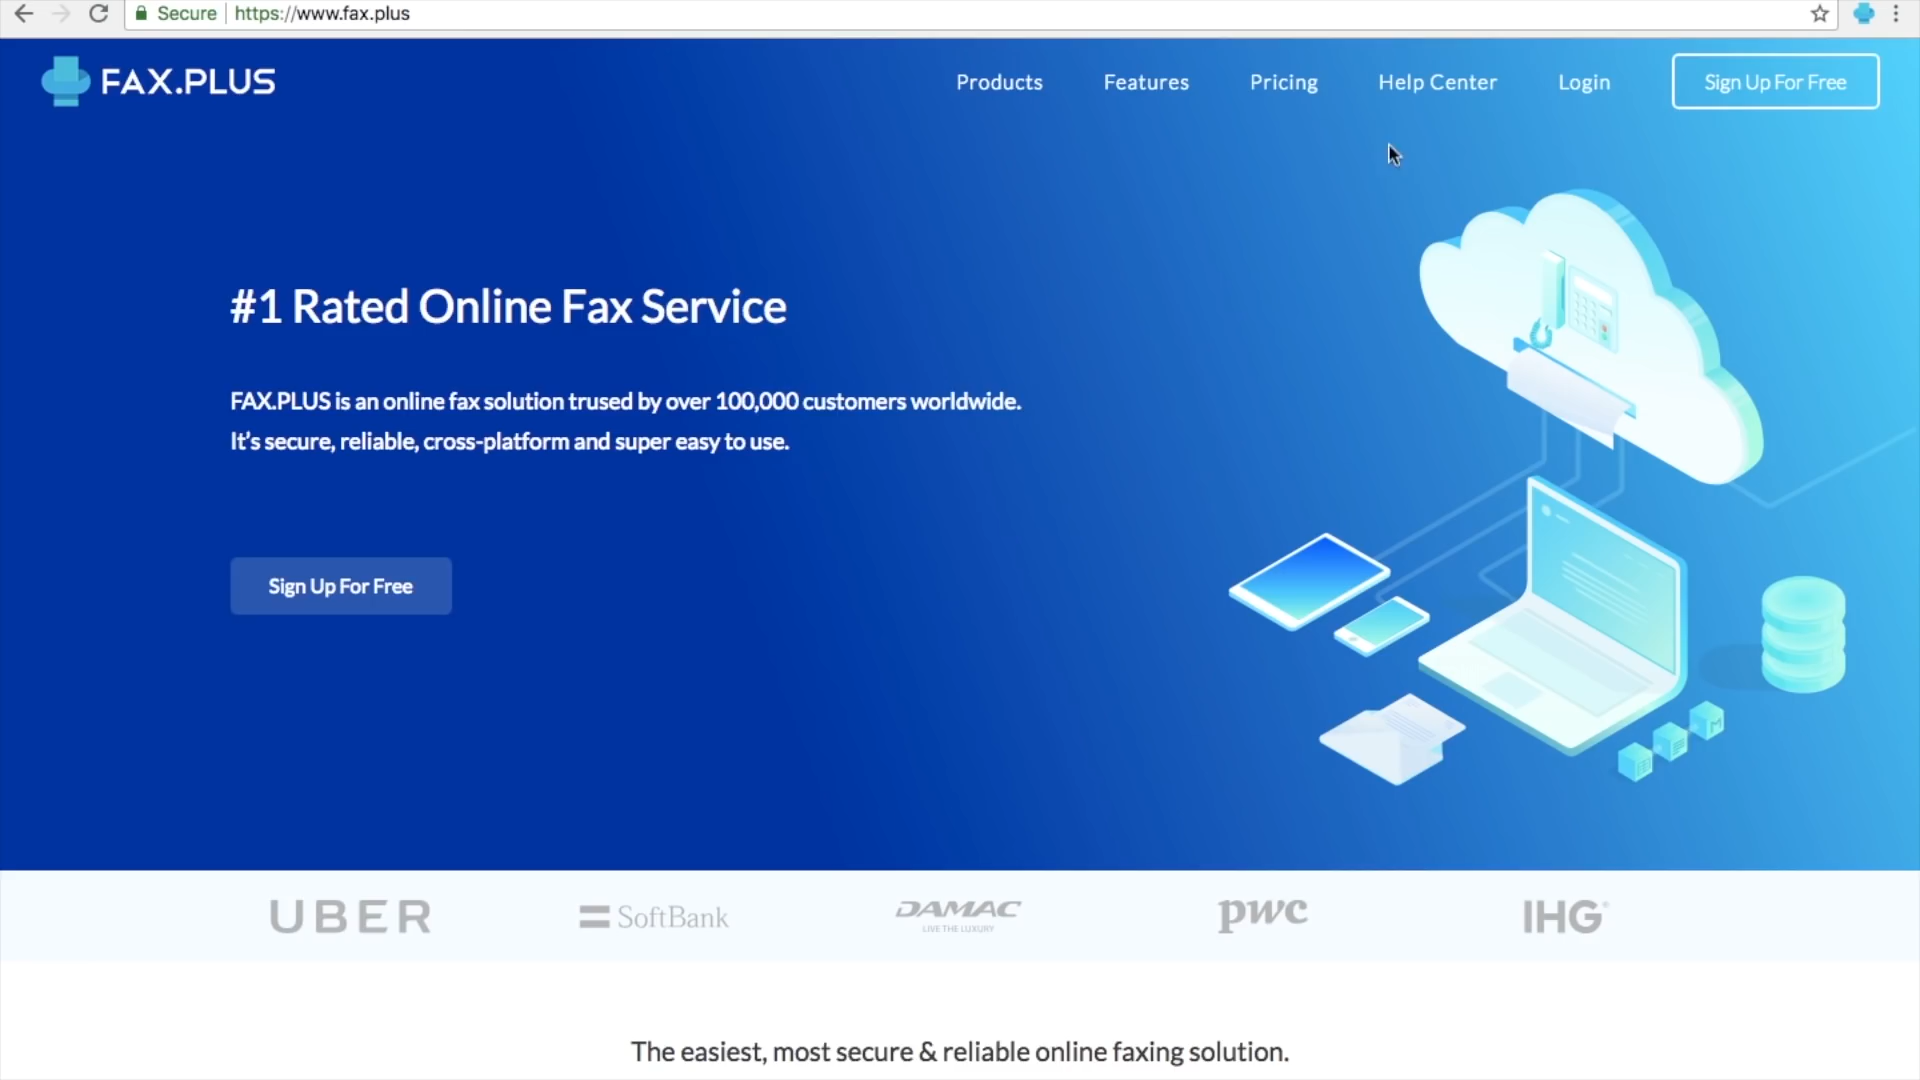 Secure https://www.fax.plus
FAX.PLUS
Products Features Pricing Help Center Login Sign Up For Free
#1 Rated Online Fax Service
FAX.PLUS is an online fax solution trused by over 100,000 customers worldwide.
It's secure, reliable, cross-platform and super easy to use.
Sign Up For Free
UBER SoftBank DAMAC pwc IHG®
LIVE THE LUXURY
The easiest, most secure & reliable online faxing solution.